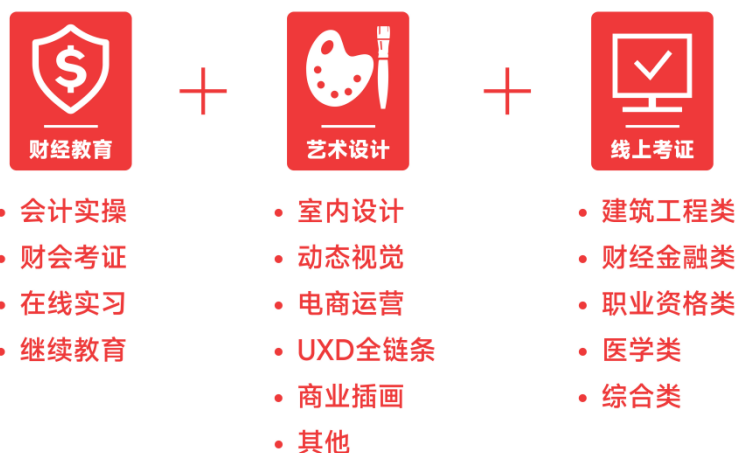 财经教育
会计实操
财会考证
在线实习
继续教育
艺术设计
室内设计
动态视觉
电商运营
UXD全链条
商业插画
其他
线上考证
建筑工程类
财经金融类
职业资格类
医学类
综合类